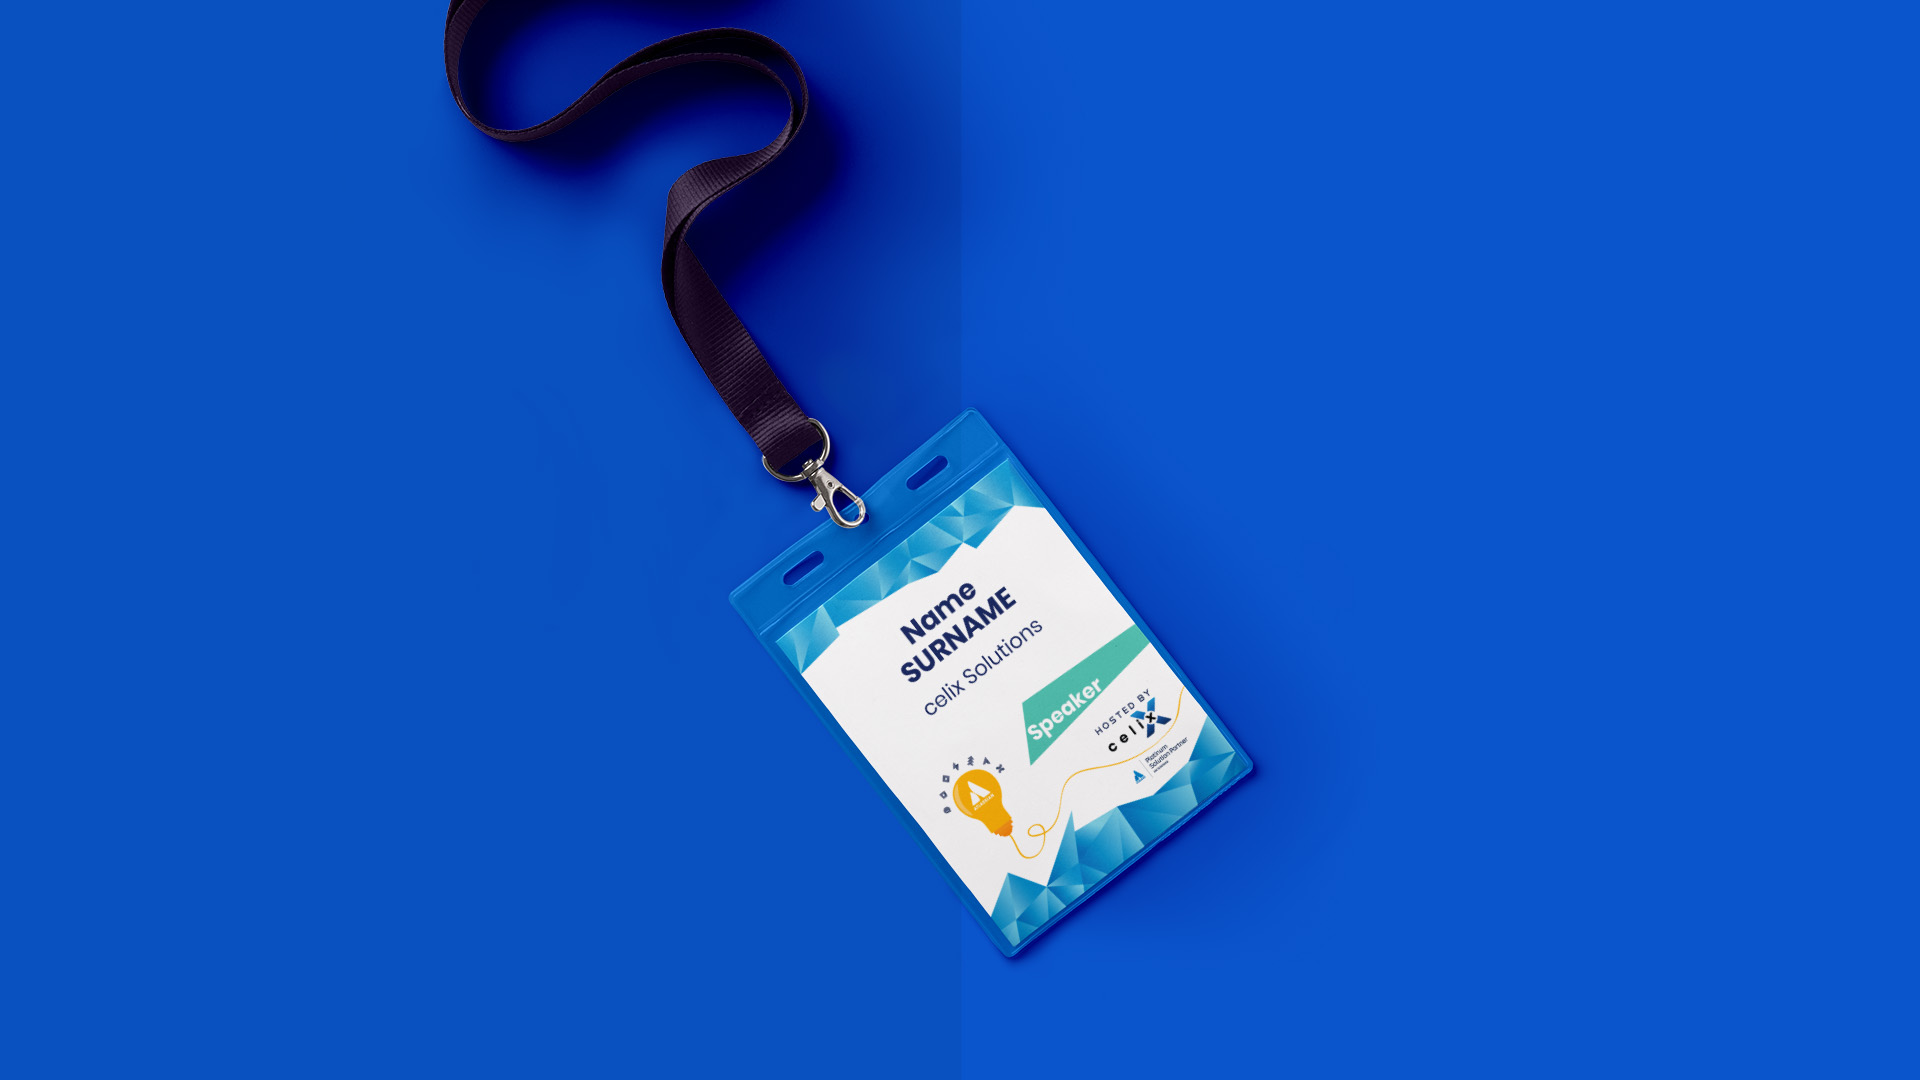 Name
SURNAME
celix Solutions
Speaker
HOSTED BY
celix
Platinum
Solution Partner